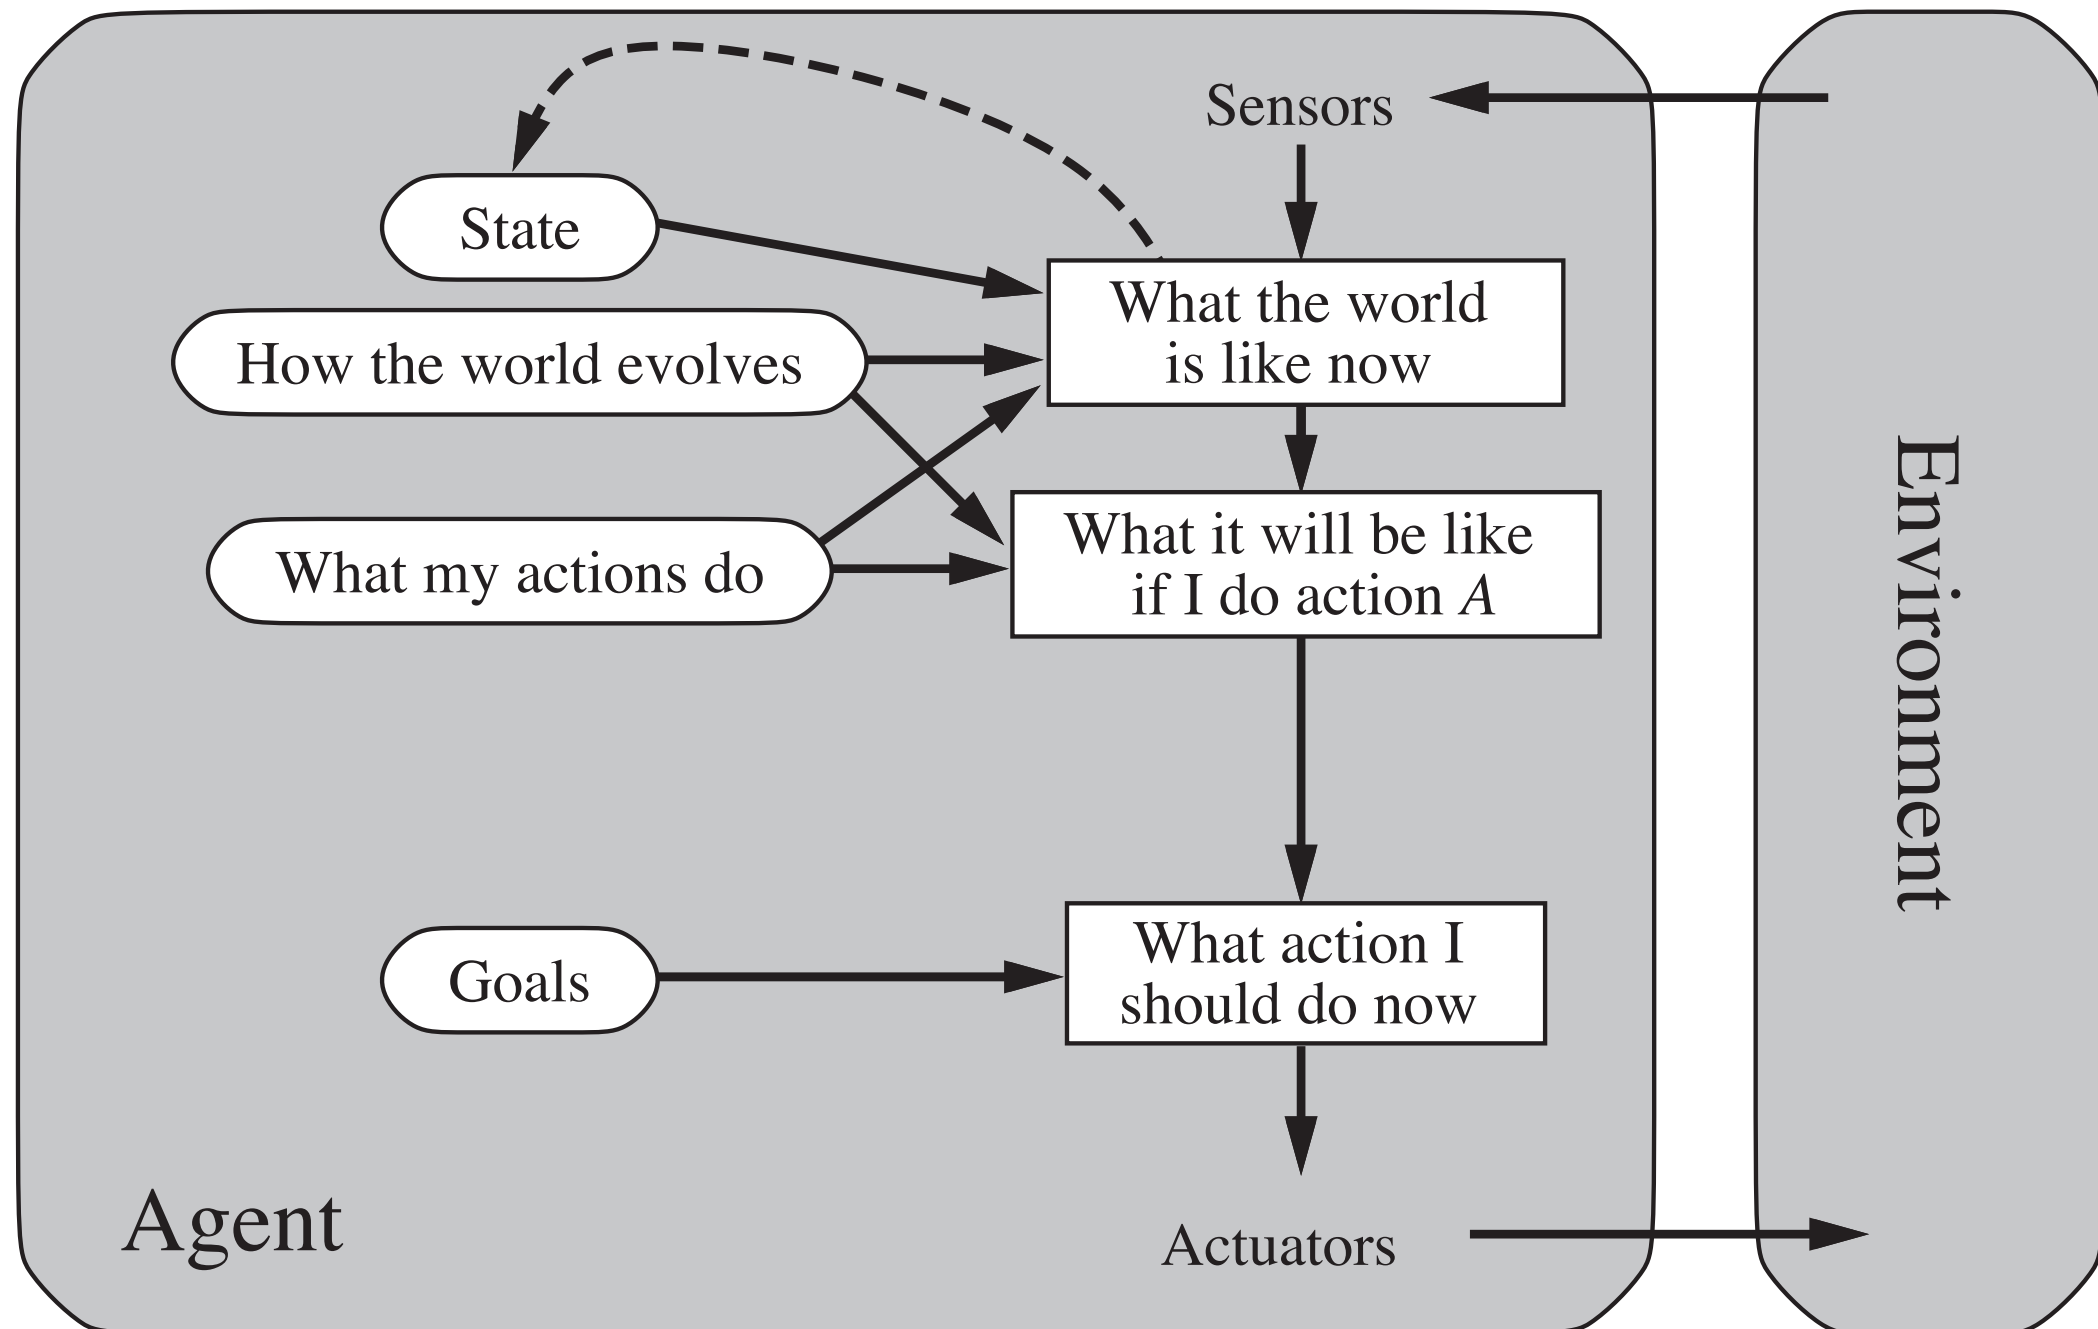 Sensors
State
What the world
is like now
How the world evolves
What it will be like
if I do action A
What my actions do
Environment
What action I
should do now
Goals
Agent
Actuators